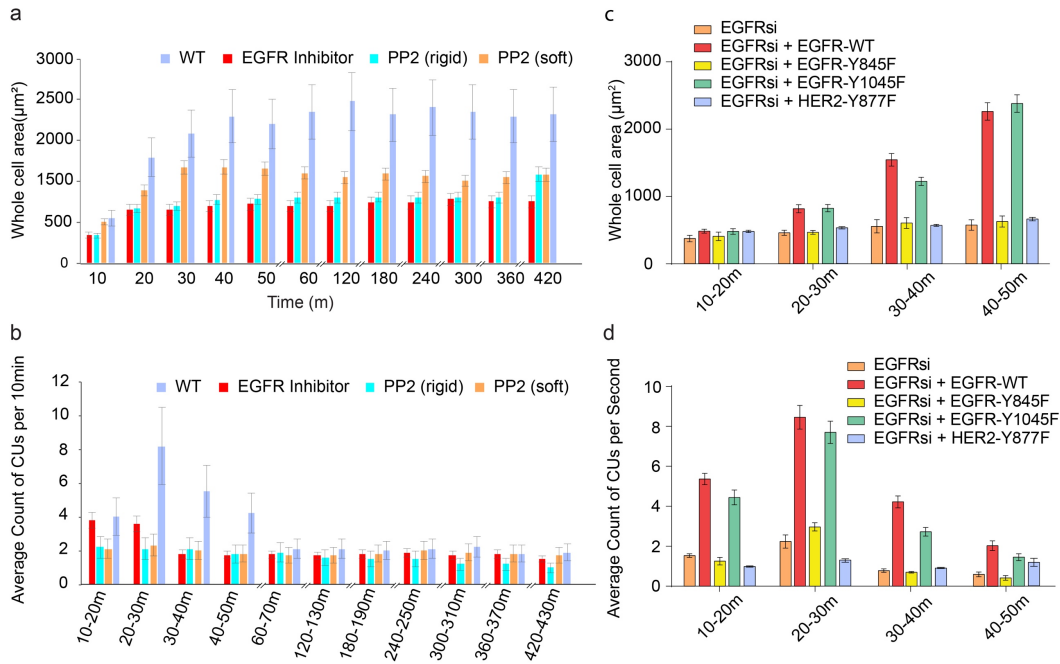 a
WT
EGFR Inhibitor
PP2 (rigid)
PP2 (soft)
Whole cell area(µm²)
3000
2500
2000
1500
500
0
10
20
30
40
50
60
120
180
240
300
360
420
Time (m)
b
WT
EGFR Inhibitor
PP2 (rigid)
PP2 (soft)
Average Count of CUs per 10min
12
10
8
6
4
2
0
10-20m
20-30m
30-40m
40-50m
60-70m
120-130m
180-190m
240-250m
300-310m
360-370m
420-430m
c
EGFRsi
EGFRsi + EGFR-WT
EGFRsi + EGFR-Y845F
EGFRsi + EGFR-Y1045F
EGFRsi + HER2-Y877F
Whole cell area (µm²)
3000
2000
1000
0
10-20m
20-30m
30-40m
40-50m
d
EGFRsi
EGFRsi + EGFR-WT
EGFRsi + EGFR-Y845F
EGFRsi + EGFR-Y1045F
EGFRsi + HER2-Y877F
Average Count of CUs per Second
10
8
6
4
2
0
10-20m
20-30m
30-40m
40-50m